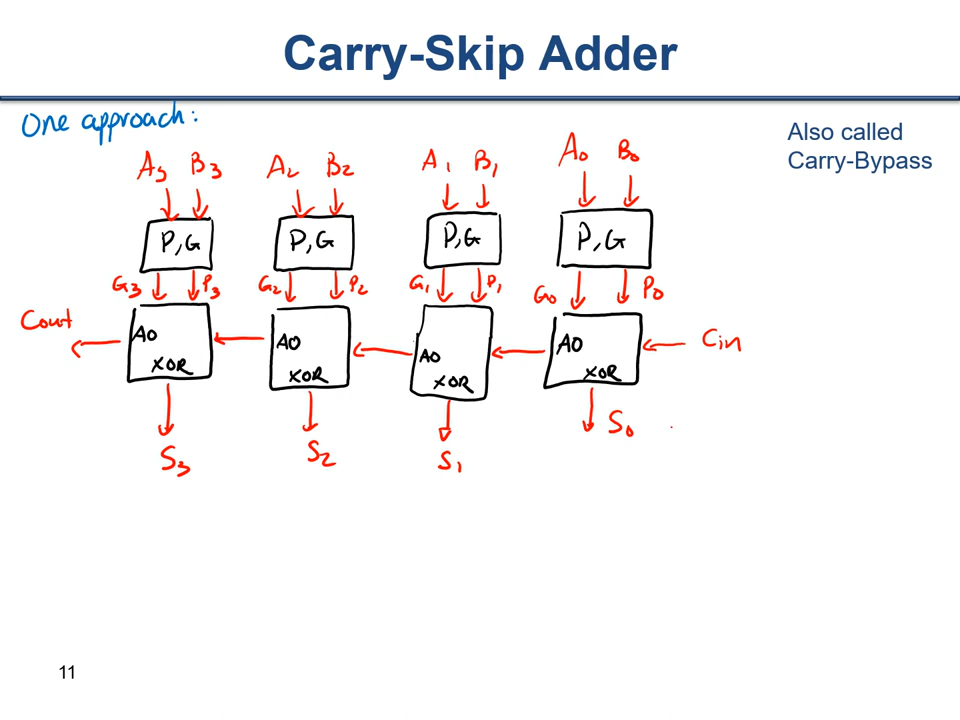 Carry-Skip Adder
One approach:
Also called
Carry-Bypass
A3 B3 A2 B2 A1 B1 A0 B0
P,G P,G P,G P,G
G3 P3 G2 P2 G1 P1 G0 P0
Cout AO AO AO AO Cin
XOR XOR XOR XOR
S3 S2 S1 S0
11